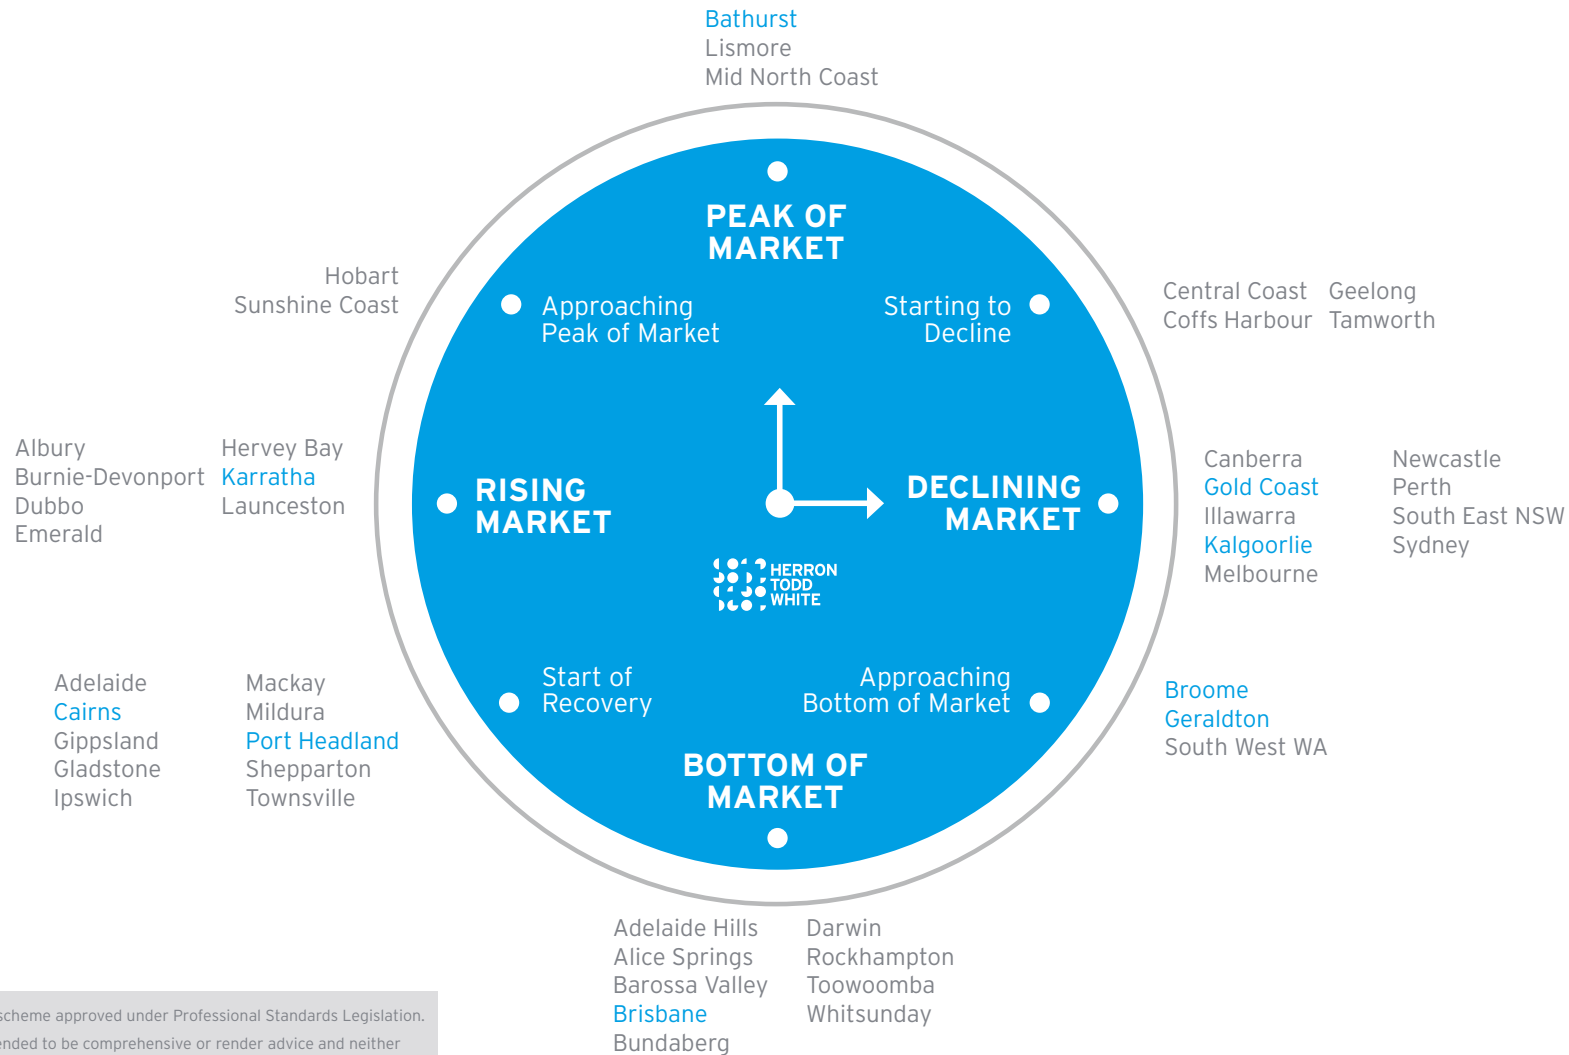 Bathurst
Lismore
Mid North Coast
PEAK OF
MARKET
Hobart
Sunshine Coast
Approaching
Peak of Market
Starting to
Decline
Central Coast Geelong
Coffs Harbour Tamworth
Albury Hervey Bay
Burnie-Devonport Karratha
Dubbo Launceston
Emerald
RISING
MARKET
DECLINING
MARKET
Canberra Newcastle
Gold Coast Perth
Illawarra South East NSW
Kalgoorlie Sydney
Melbourne
HERRON
TODD
WHITE
Adelaide Mackay
Cairns Mildura
Gippsland Port Headland
Gladstone Shepparton
Ipswich Townsville
Start of
Recovery
Approaching
Bottom of Market
Broome
Geraldton
South West WA
BOTTOM OF
MARKET
Adelaide Hills Darwin
Alice Springs Rockhampton
Barossa Valley Toowoomba
Brisbane Whitsunday
Bundaberg
scheme approved under Professional Standards Legislation.
ended to be comprehensive or render advice and neither